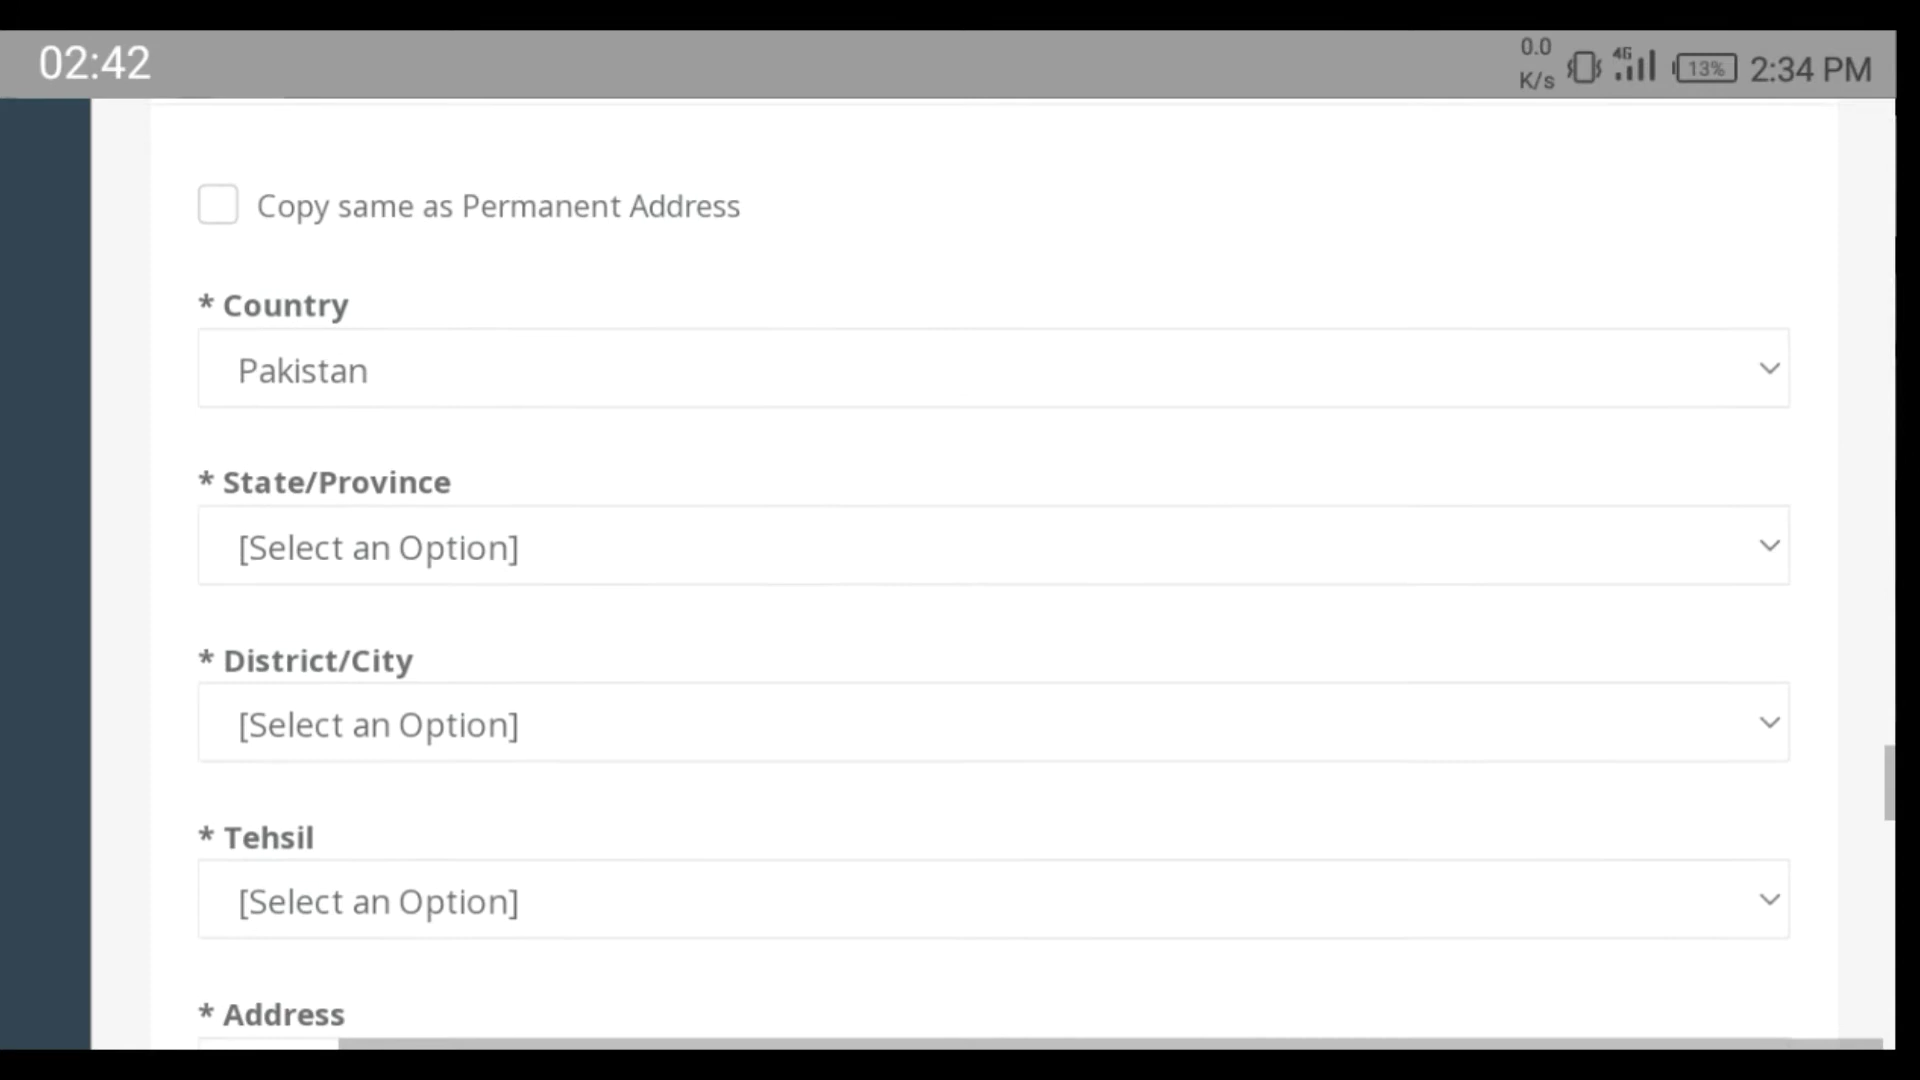 02:42
0.0
K/s
4G
13%
2:34 PM
Copy same as Permanent Address
* Country
Pakistan
* State/Province
[Select an Option]
* District/City
[Select an Option]
* Tehsil
[Select an Option]
* Address